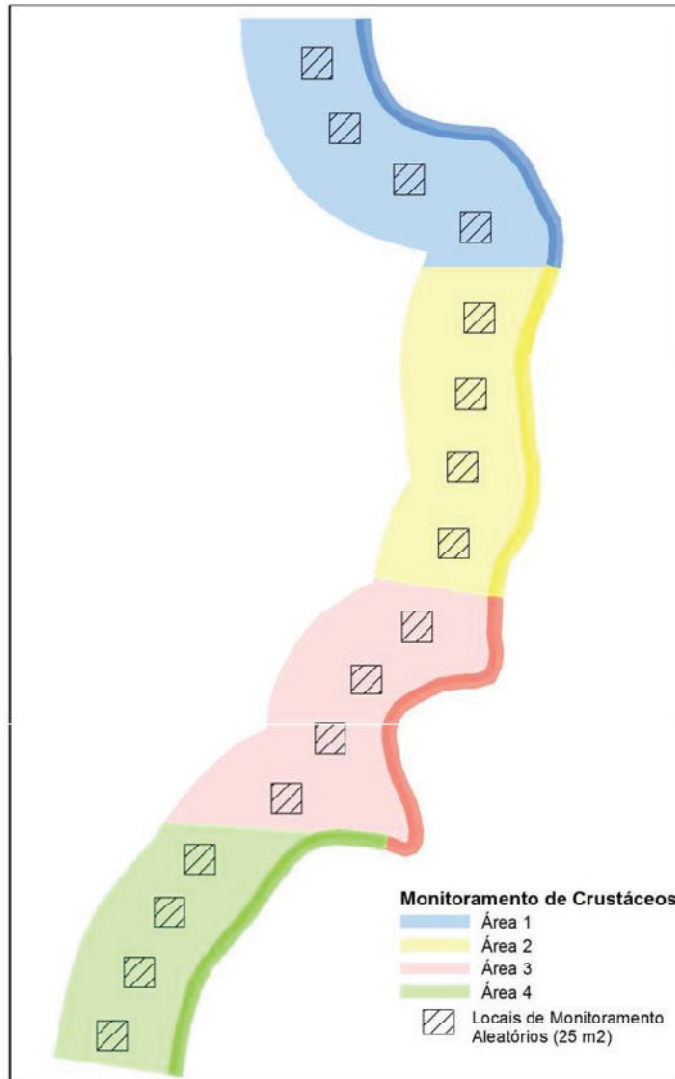 Monitoramento de Crustáceos
Área 1
Área 2
Área 3
Área 4
Locais de Monitoramento
Aleatórios (25 m2)